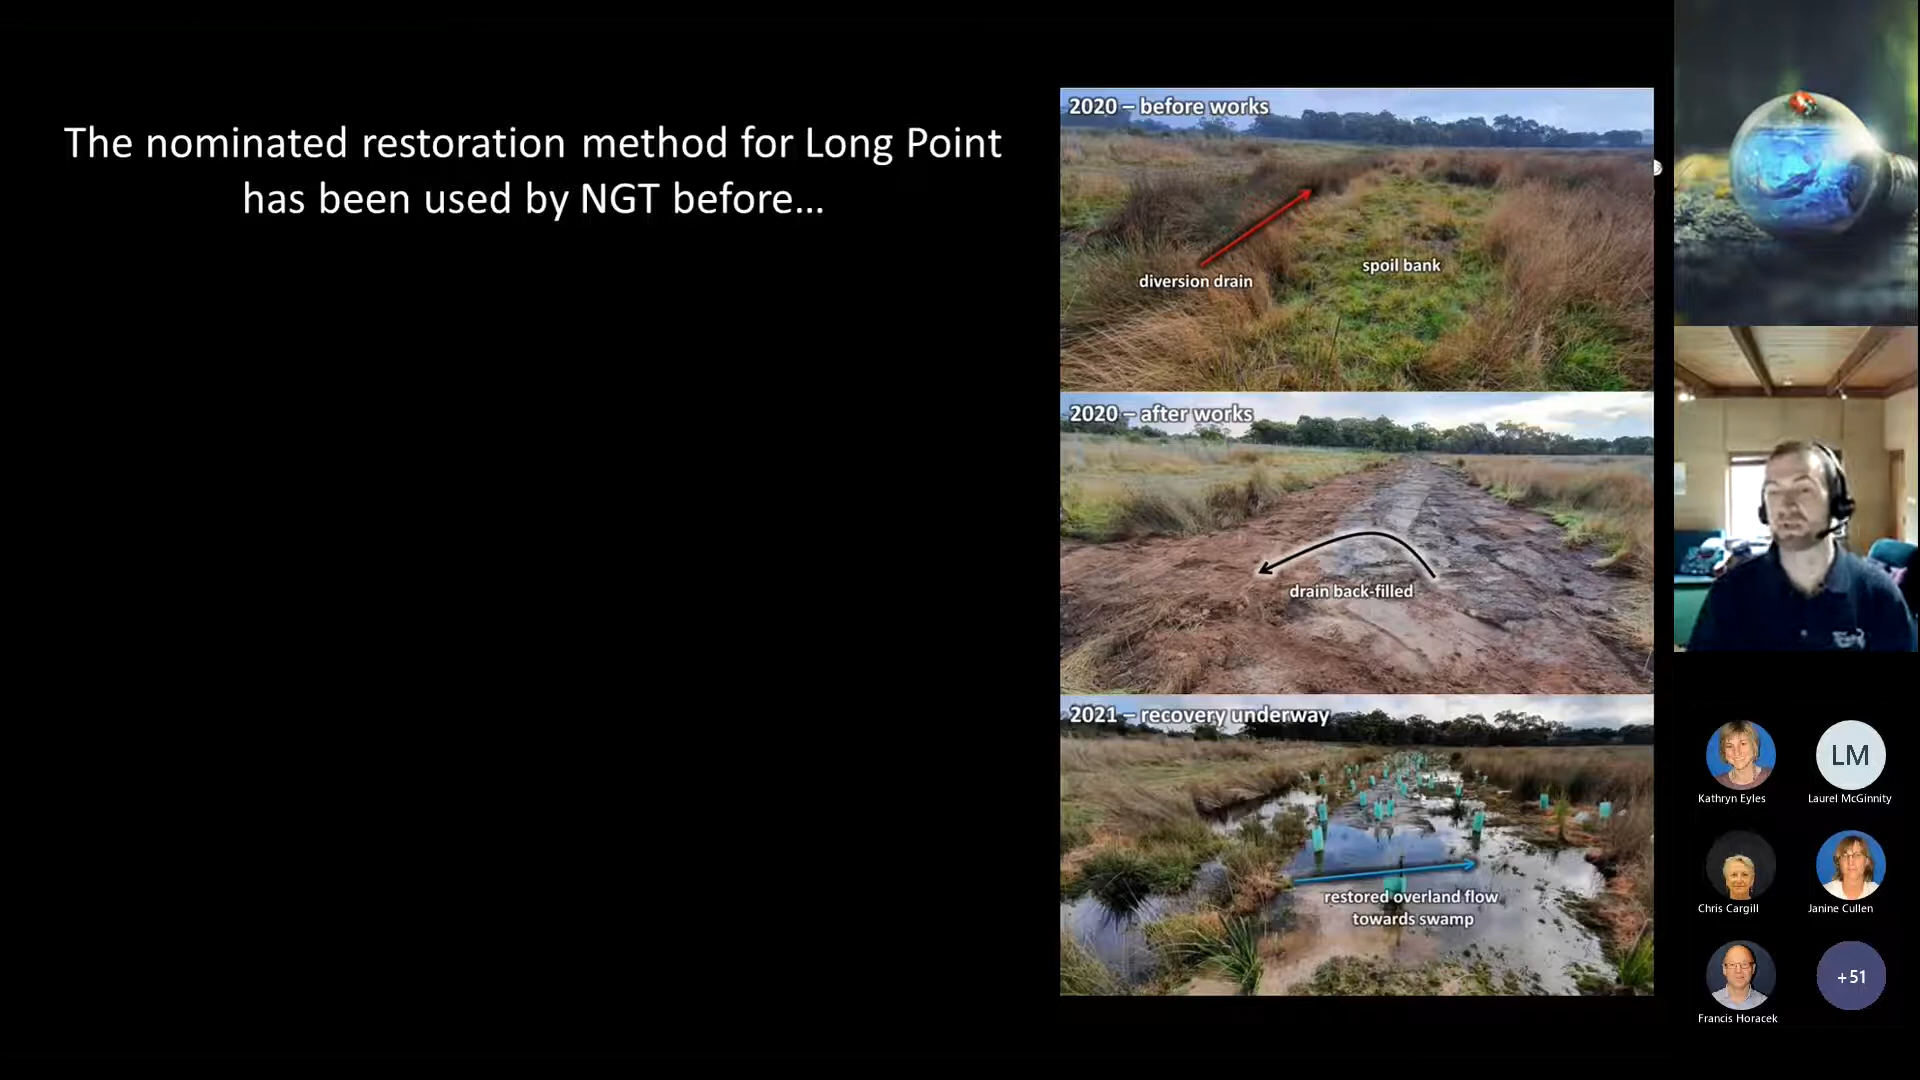 The nominated restoration method for Long Point
has been used by NGT before...
2020 – before works
diversion drain
spoil bank
2020 – after works
drain back-filled
2021 – recovery underway
restored overland flow
towards swamp
Kathryn Eyles
LM
Laurel McGinnity
Chris Cargill
Janine Cullen
Francis Horacek
+51